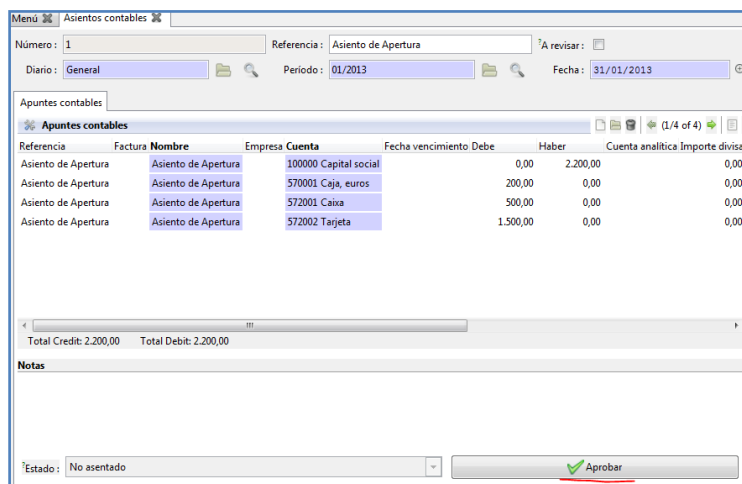 Menú Asientos contables
Número: 1 Referencia: Asiento de Apertura ?A revisar:
Diario: General Período: 01/2013 Fecha: 31/01/2013
Apuntes contables
Apuntes contables (1/4 of 4)
Referencia Factura Nombre Empresa Cuenta Fecha vencimiento Debe Haber Cuenta analítica Importe divisa
Asiento de Apertura Asiento de Apertura 100000 Capital social 0,00 2.200,00 0,00
Asiento de Apertura Asiento de Apertura 570001 Caja, euros 200,00 0,00 0,00
Asiento de Apertura Asiento de Apertura 572001 Caixa 500,00 0,00 0,00
Asiento de Apertura Asiento de Apertura 572002 Tarjeta 1.500,00 0,00 0,00
Total Credit: 2.200,00 Total Debit: 2.200,00
Notas
?Estado: No asentado Aprobar